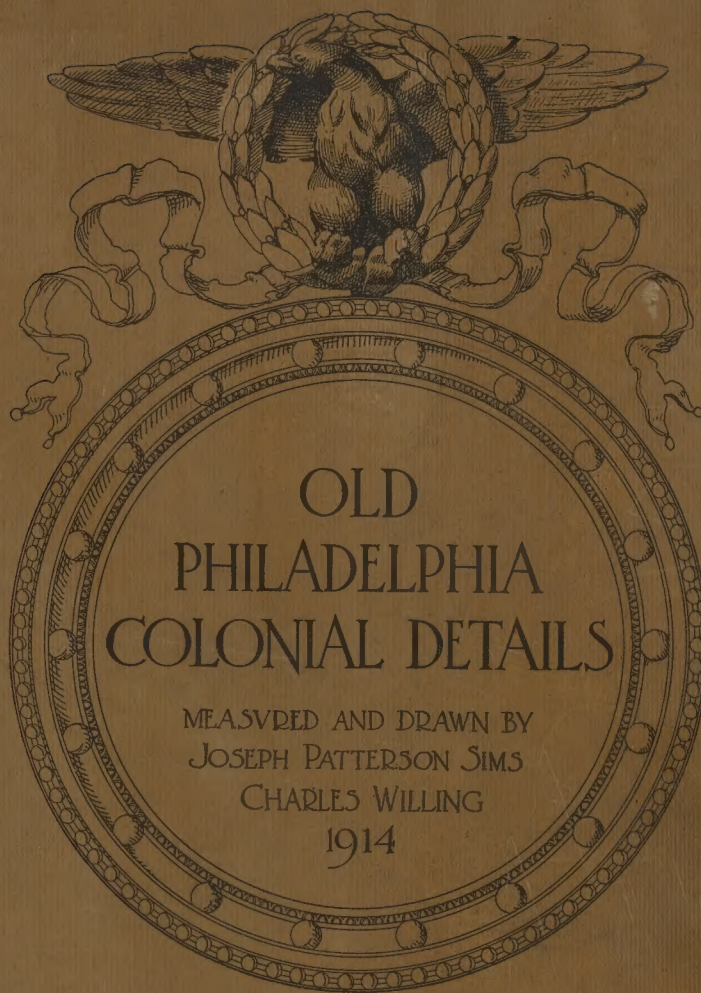 OLD
PHILADELPHIA
COLONIAL DETAILS
MEASVRED AND DRAWN BY
JOSEPH PATTERSON SIMS
CHARLES WILLING
1914